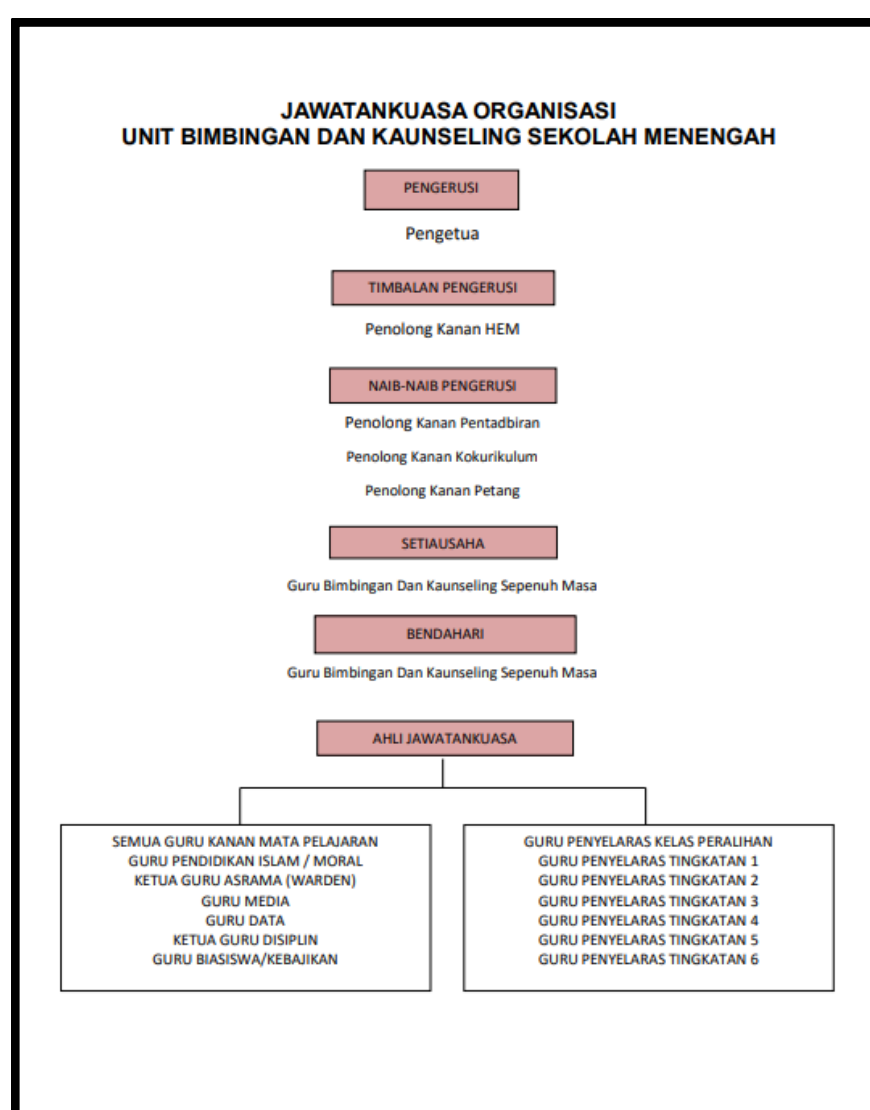 JAWATANKUASA ORGANISASI
UNIT BIMBINGAN DAN KAUNSELING SEKOLAH MENENGAH
PENGERUSI
Pengetua
TIMBALAN PENGERUSI
Penolong Kanan HEM
NAIB-NAIB PENGERUSI
Penolong Kanan Pentadbiran
Penolong Kanan Kokurikulum
Penolong Kanan Petang
SETIAUSAHA
Guru Bimbingan Dan Kaunseling Sepenuh Masa
BENDAHARI
Guru Bimbingan Dan Kaunseling Sepenuh Masa
AHLI JAWATANKUASA
SEMUA GURU KANAN MATA PELAJARAN
GURU PENDIDIKAN ISLAM / MORAL
KETUA GURU ASRAMA (WARDEN)
GURU MEDIA
GURU DATA
KETUA GURU DISIPLIN
GURU BIASISWA/KEBAJIKAN
GURU PENYELARAS KELAS PERALIHAN
GURU PENYELARAS TINGKATAN 1
GURU PENYELARAS TINGKATAN 2
GURU PENYELARAS TINGKATAN 3
GURU PENYELARAS TINGKATAN 4
GURU PENYELARAS TINGKATAN 5
GURU PENYELARAS TINGKATAN 6